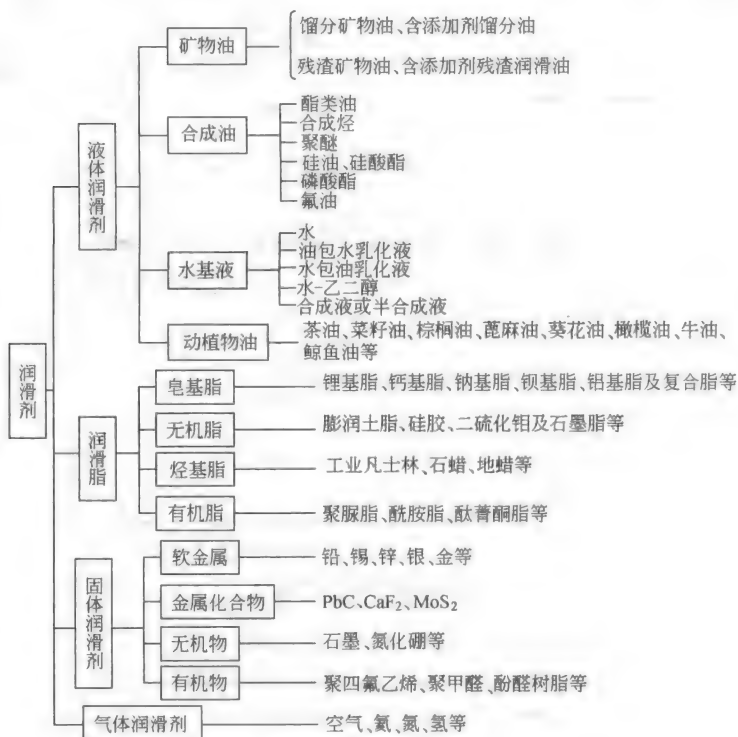 润滑剂
液体润滑剂
矿物油
馏分矿物油、含添加剂馏分油
残渣矿物油、含添加剂残渣润滑油
合成油
酯类油
合成烃
聚醚
硅油、硅酸酯
磷酸酯
氟油
水基液
水
油包水乳化液
水包油乳化液
水-乙二醇
合成液或半合成液
动植物油
茶油、菜籽油、棕榈油、蓖麻油、葵花油、橄榄油、牛油、
鲸鱼油等
润滑脂
皂基脂
锂基脂、钙基脂、钠基脂、钡基脂、铝基脂及复合脂等
无机脂
膨润土脂、硅胶、二硫化钼及石墨脂等
烃基脂
工业凡士林、石蜡、地蜡等
有机脂
聚脲脂、酰胺脂、酞菁酮脂等
固体润滑剂
软金属
铅、锡、锌、银、金等
金属化合物
PbC、CaF₂、MoS₂
无机物
石墨、氮化硼等
有机物
聚四氟乙烯、聚甲醛、酚醛树脂等
气体润滑剂
空气、氦、氮、氢等